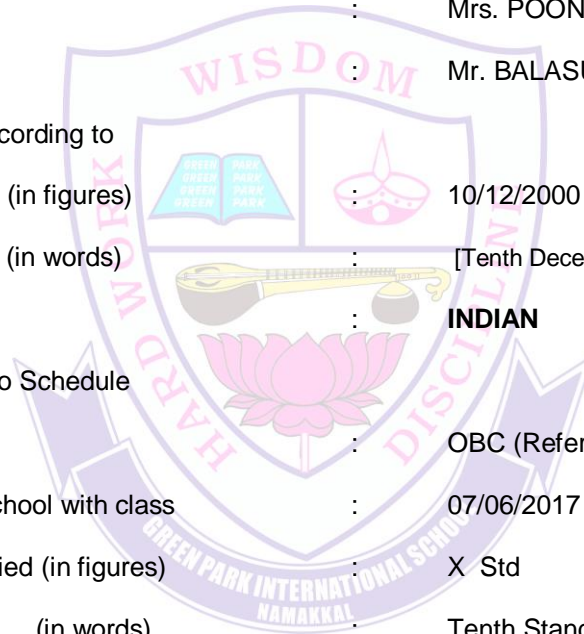 : Mrs. POON
: Mr. BALASU
cording to
(in figures) : 10/12/2000
(in words) : [Tenth Dece
: INDIAN
o Schedule
: OBC (Refer
chool with class : 07/06/2017
ied (in figures) : X Std
(in words) : Tenth Stand
WISDOM
HARD WORK
DISCIPLINE
GREEN PARK
GREEN PARK
GREEN PARK
GREEN PARK
GREEN PARK INTERNATIONAL SCHOOL
NAMAKKAL